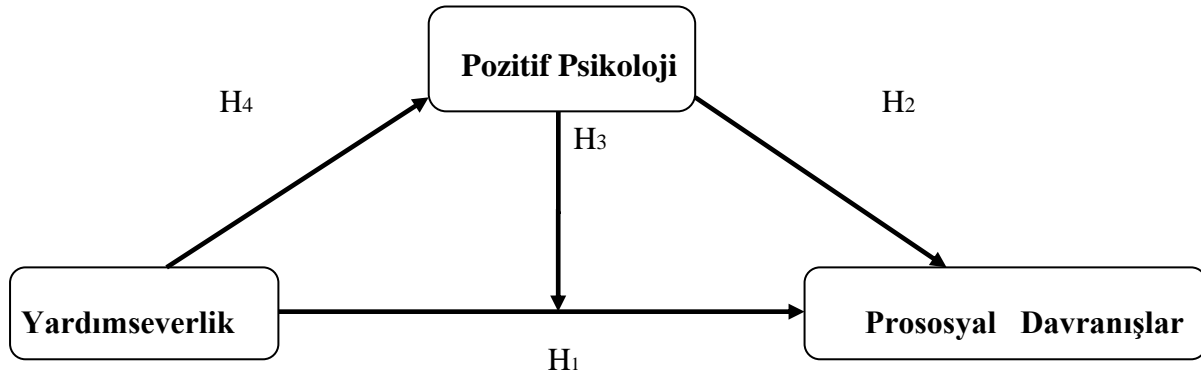 Pozitif Psikoloji
H4
H2
H3
Yardımseverlik
Prososyal Davranışlar
H1